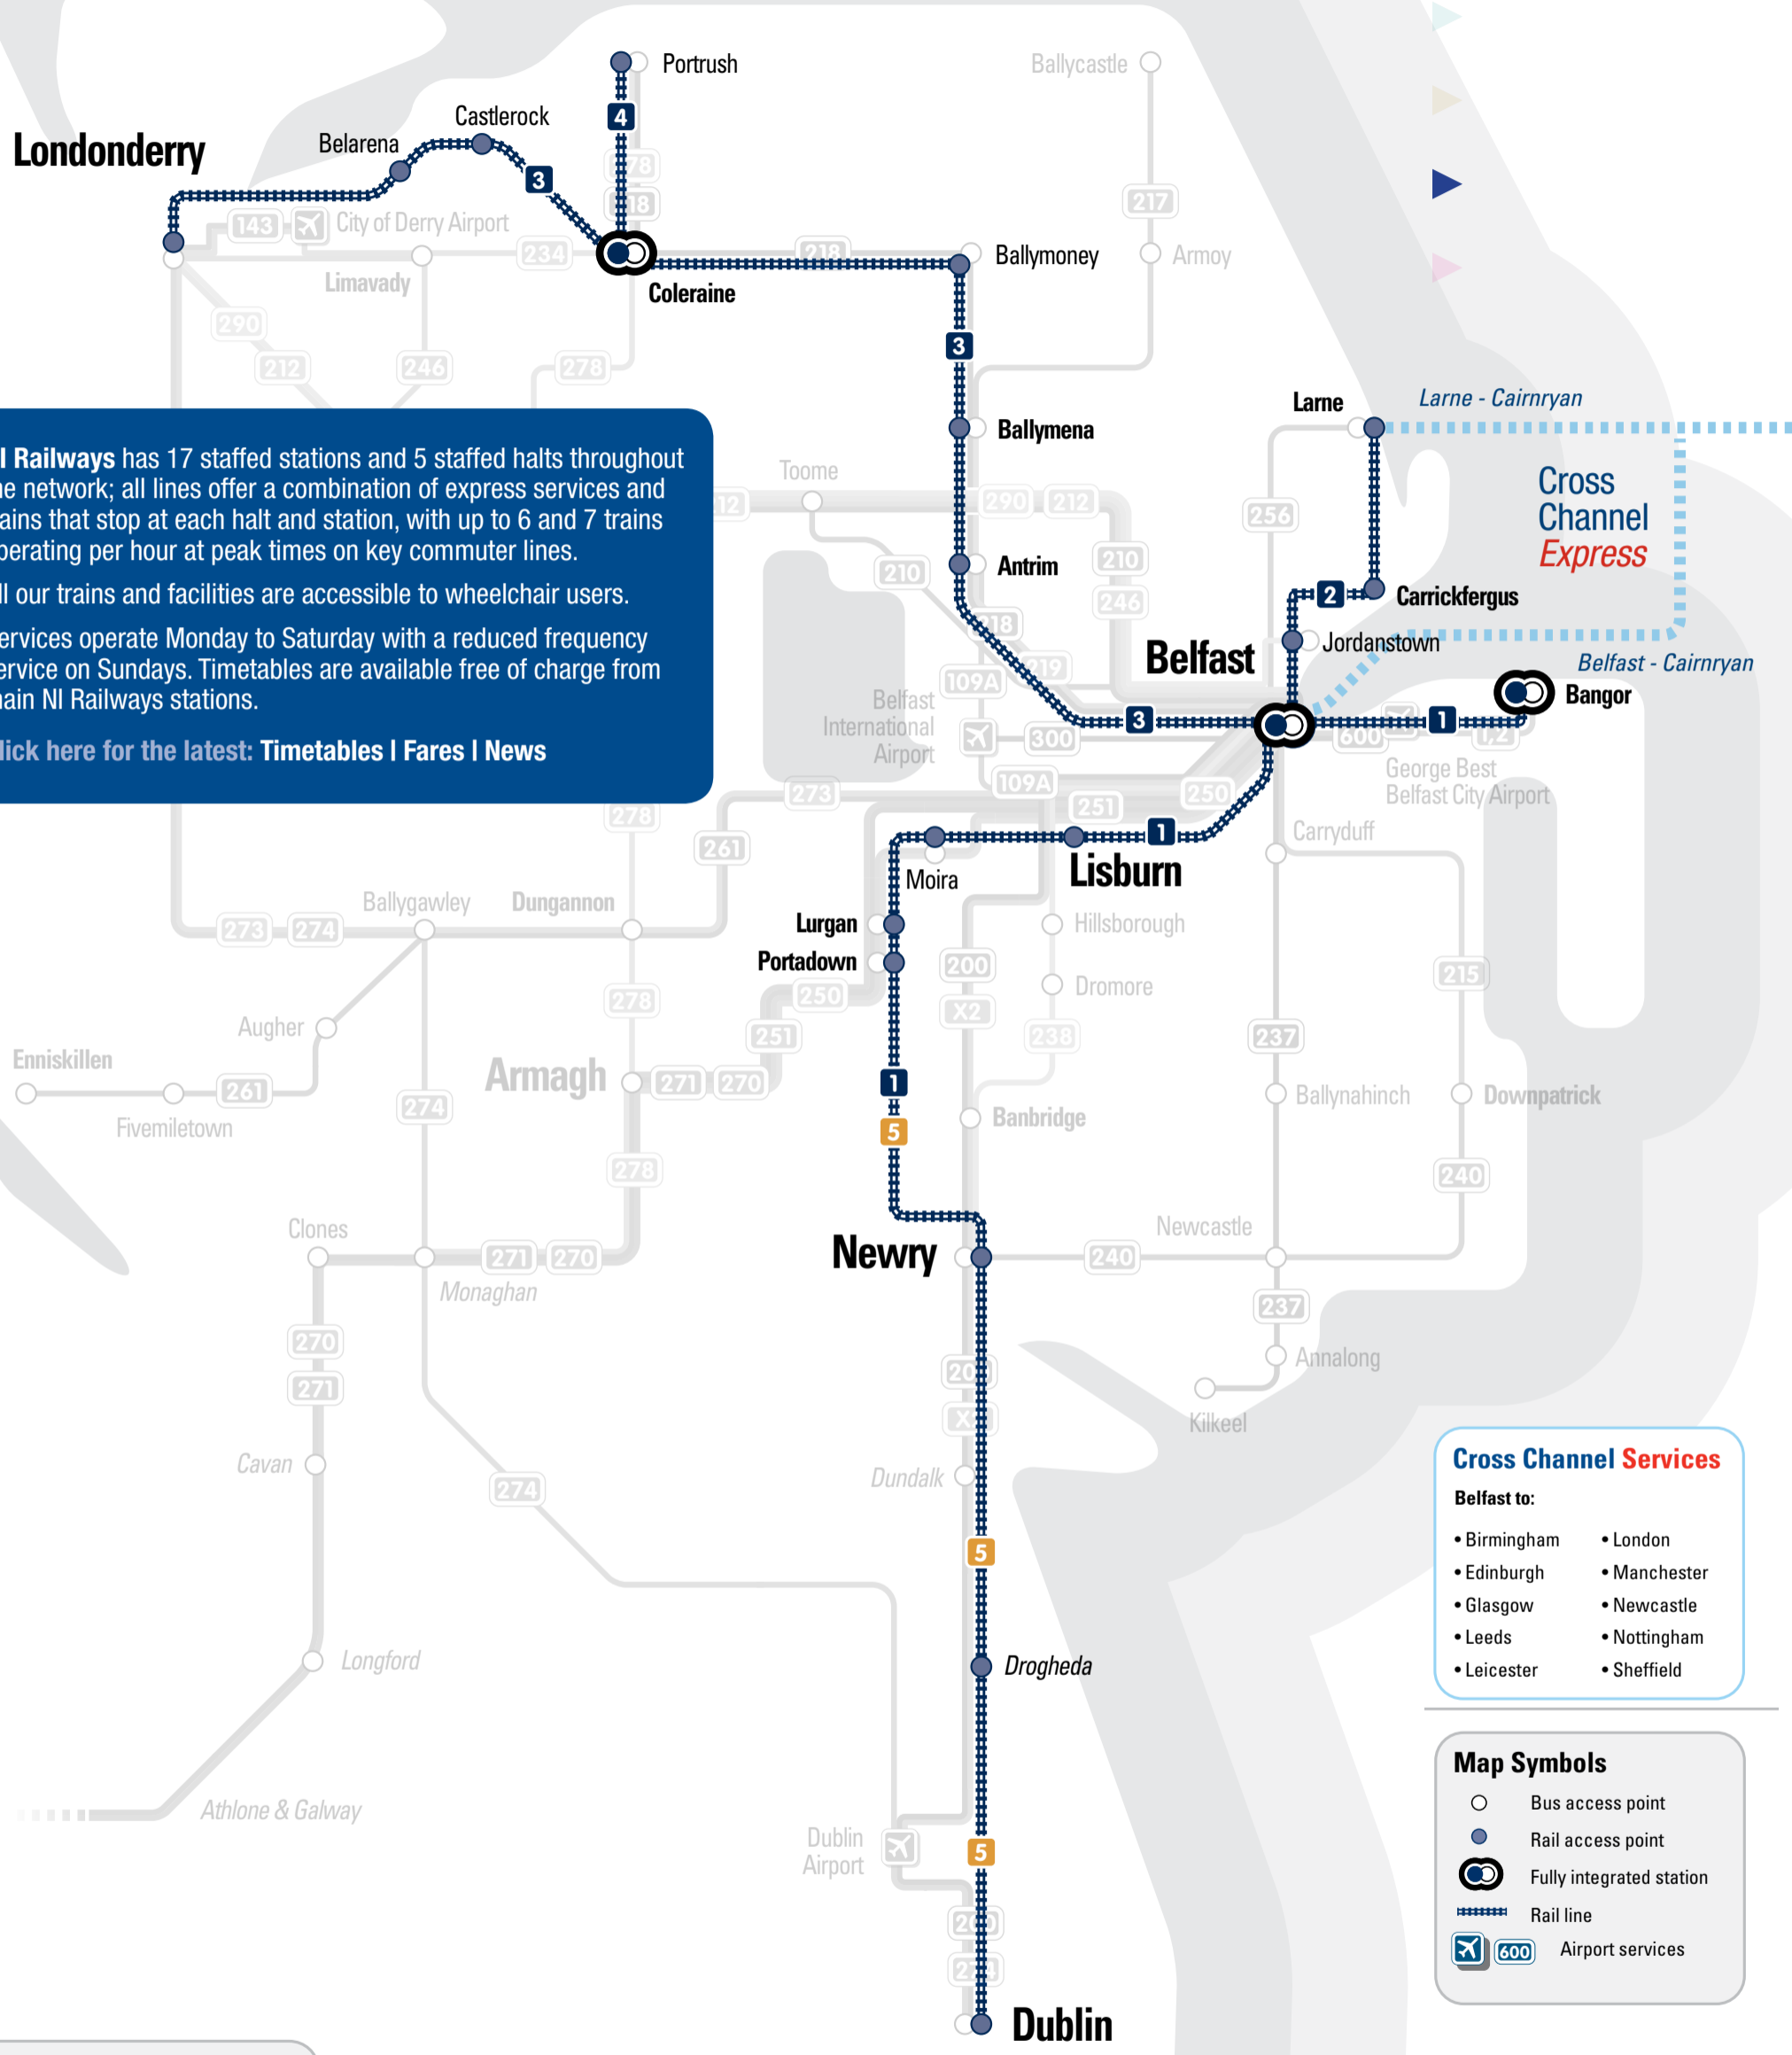 Portrush
Ballycastle
4
Castlerock
Londonderry
Belarena
3
78
18
217
143
City of Derry Airport
234
218
Ballymoney
Armoy
Limavady
Coleraine
290
212
246
278
3
Larne
Larne - Cairnryan
Ballymena
I Railways has 17 staffed stations and 5 staffed halts throughout
ne network; all lines offer a combination of express services and
ains that stop at each halt and station, with up to 6 and 7 trains
perating per hour at peak times on key commuter lines.
ll our trains and facilities are accessible to wheelchair users.
ervices operate Monday to Saturday with a reduced frequency
ervice on Sundays. Timetables are available free of charge from
ain NI Railways stations.
lick here for the latest: Timetables | Fares | News
Toome
12
290
212
256
Cross
Channel
Express
210
Antrim
210
246
2
Carrickfergus
18
Jordanstown
Belfast
219
109A
Belfast - Cairnryan
Bangor
Belfast
International
Airport
3
300
1
600
1,2
George Best
Belfast City Airport
109A
273
251
250
278
261
1
Carryduff
Lisburn
Moira
Ballygawley
Dungannon
Lurgan
Hillsborough
273
274
Portadown
200
215
250
Dromore
278
X2
Augher
251
238
237
Enniskillen
Armagh
271
270
1
261
274
Ballynahinch
Downpatrick
Fivemiletown
Banbridge
5
278
240
Clones
Newcastle
Newry
271
270
240
Monaghan
237
270
20
Annalong
271
X
Kilkeel
Cavan
Dundalk
274
5
Cross Channel Services
Belfast to:
• Birmingham
• London
• Edinburgh
• Manchester
• Glasgow
• Newcastle
• Leeds
• Nottingham
• Leicester
• Sheffield
Longford
Drogheda
Map Symbols
Bus access point
Rail access point
Fully integrated station
Rail line
600
Airport services
Athlone & Galway
Dublin
Airport
5
Dublin